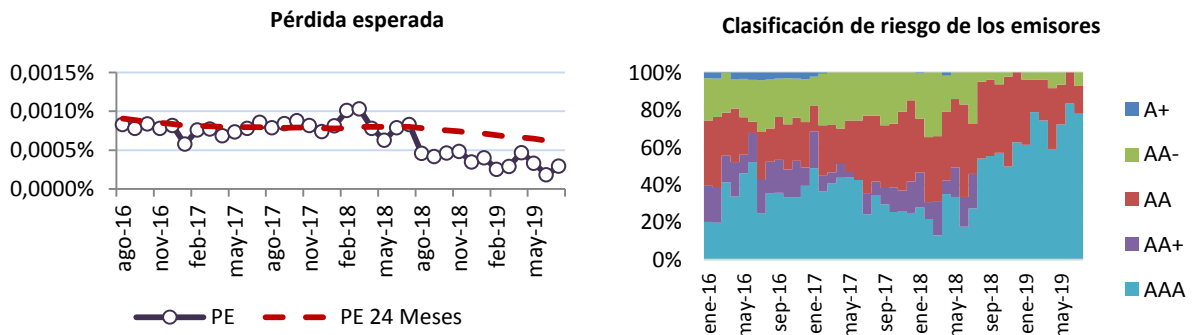 Pérdida esperada
0,0015%
0,0010%
0,0005%
0,0000%
ago-16
nov-16
feb-17
may-17
ago-17
nov-17
feb-18
may-18
ago-18
nov-18
feb-19
may-19
PE
PE 24 Meses
Clasificación de riesgo de los emisores
100%
80%
60%
40%
20%
0%
ene-16
may-16
sep-16
ene-17
may-17
sep-17
ene-18
may-18
sep-18
ene-19
may-19
A+
AA-
AA
AA+
AAA